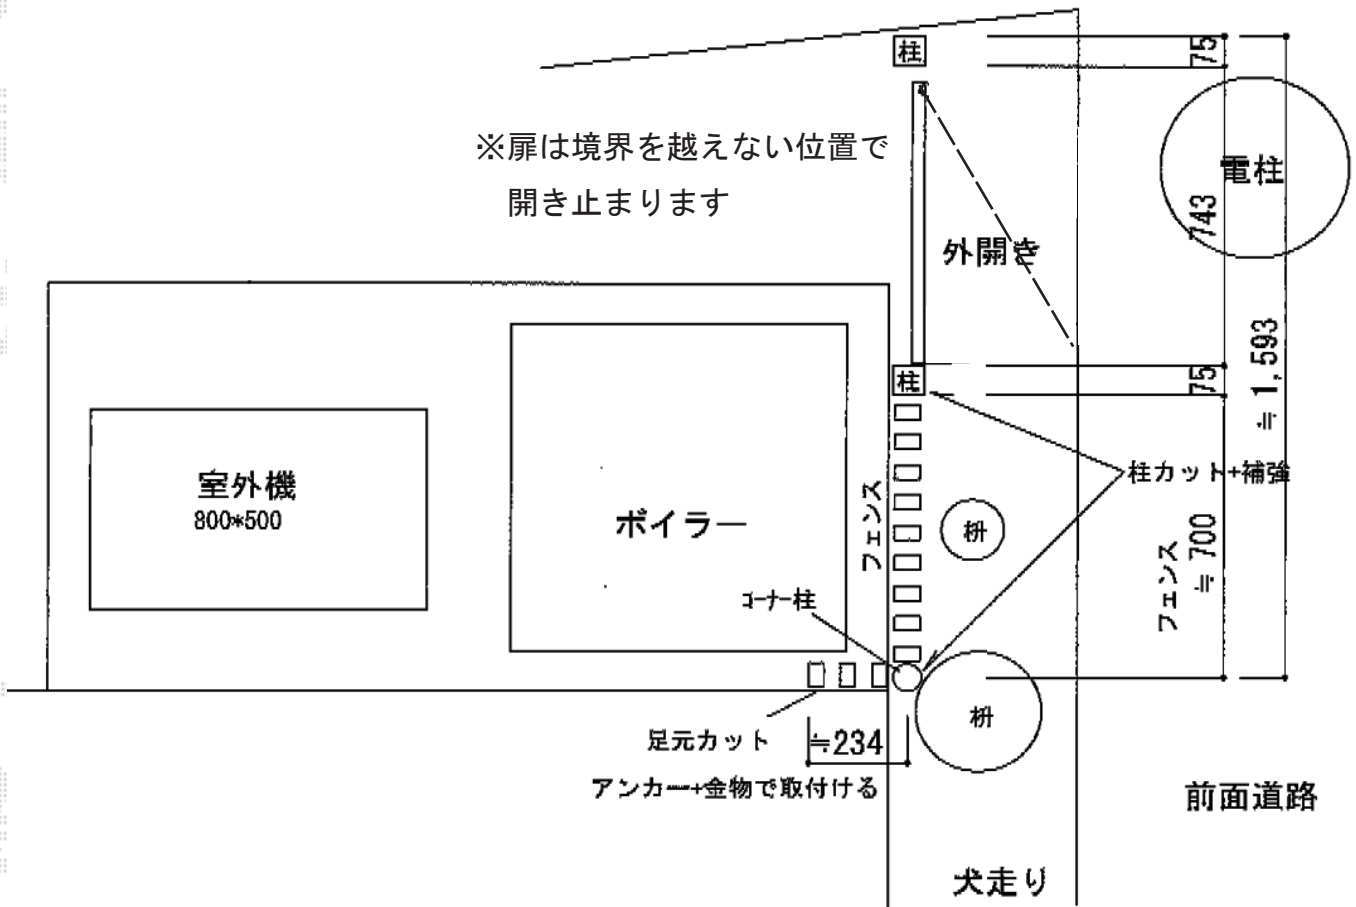 柱
75
※扉は境界を越えない位置で
開き止まります
電柱
743
外開き
≒ 1,593
柱
75
柱カット+補強
室外機
800*500
ボイラー
フェンス
枡
フェンス
≒ 700
コーナー柱
枡
足元カット
≒234
アンカー+金物で取付ける
前面道路
犬走り